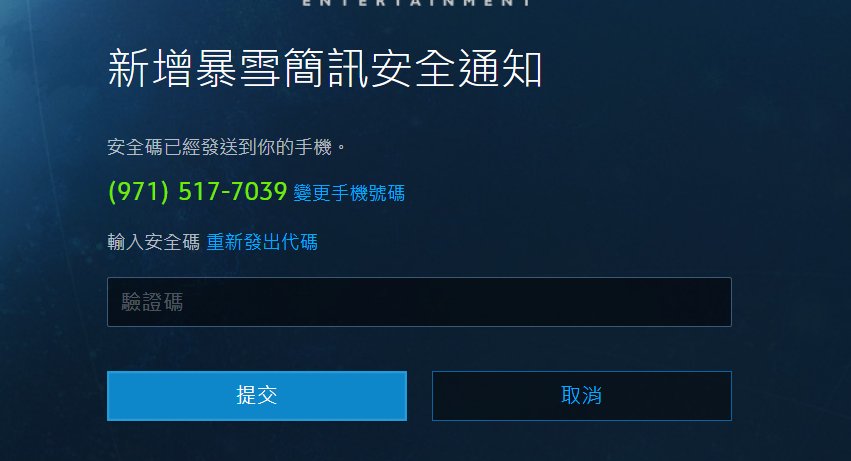 ENTERTAINMENT
新增暴雪簡訊安全通知
安全碼已經發送到你的手機。
(971) 517-7039 變更手機號碼
輸入安全碼 重新發出代碼
驗證碼
提交 取消